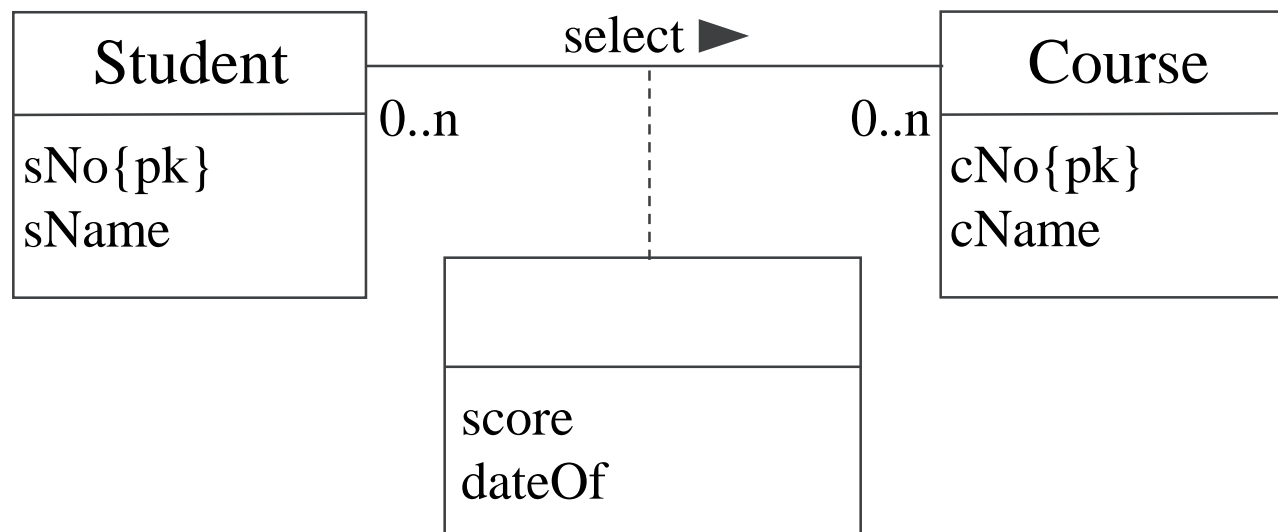 Student
select
Course
0..n
0..n
sNo{pk}
sName
cNo{pk}
cName
score
dateOf